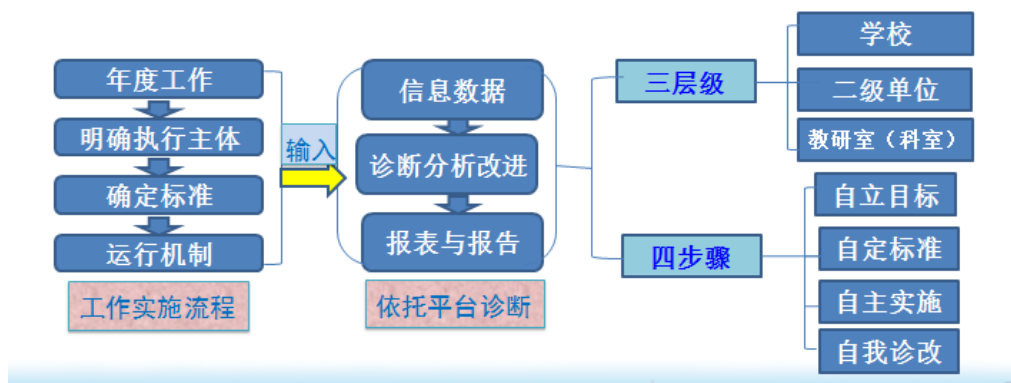 年度工作
明确执行主体
确定标准
运行机制
工作实施流程
输入
信息数据
诊断分析改进
报表与报告
依托平台诊断
三层级
学校
二级单位
教研室（科室）
四步骤
自立目标
自定标准
自主实施
自我诊改